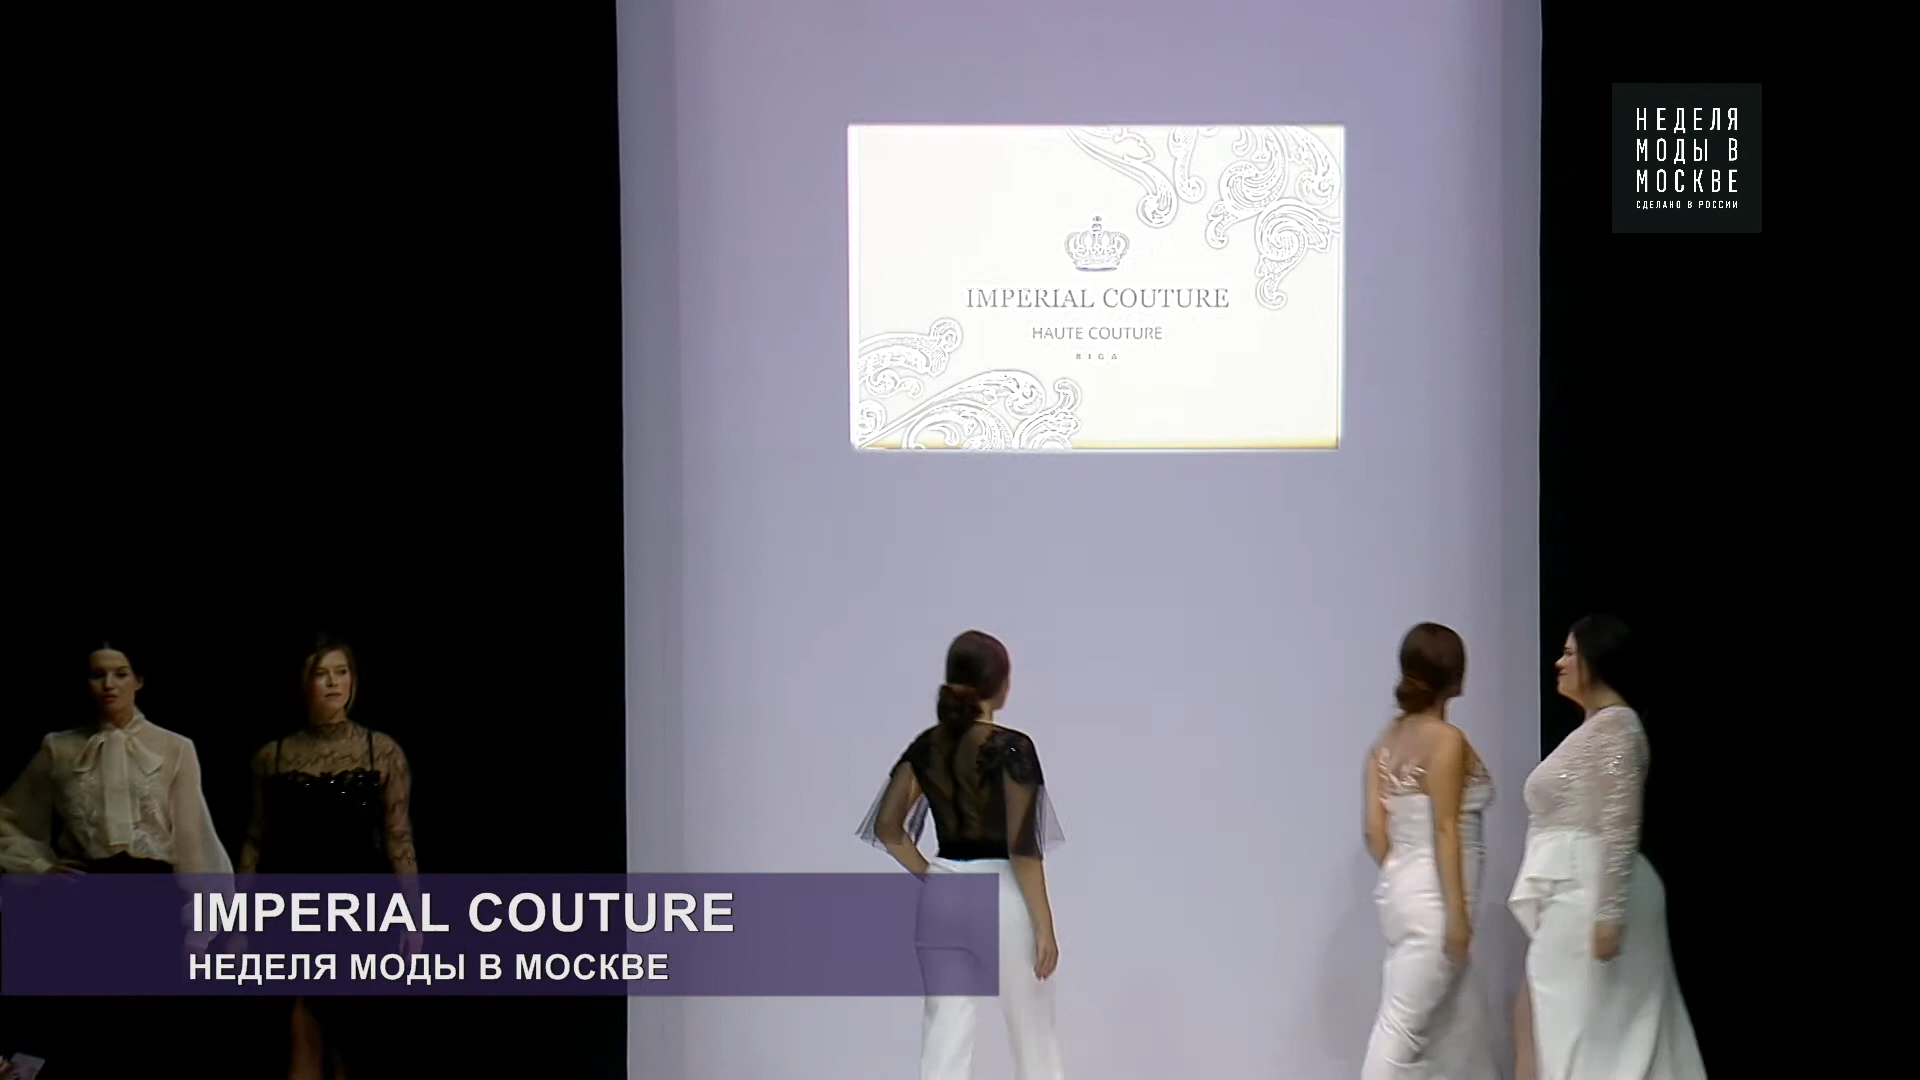 НЕДЕЛЯ
МОДЫ В
МОСКВЕ
СДЕЛАНО В РОССИИ
IMPERIAL COUTURE
HAUTE COUTURE
RIGA
IMPERIAL COUTURE
НЕДЕЛЯ МОДЫ В МОСКВЕ